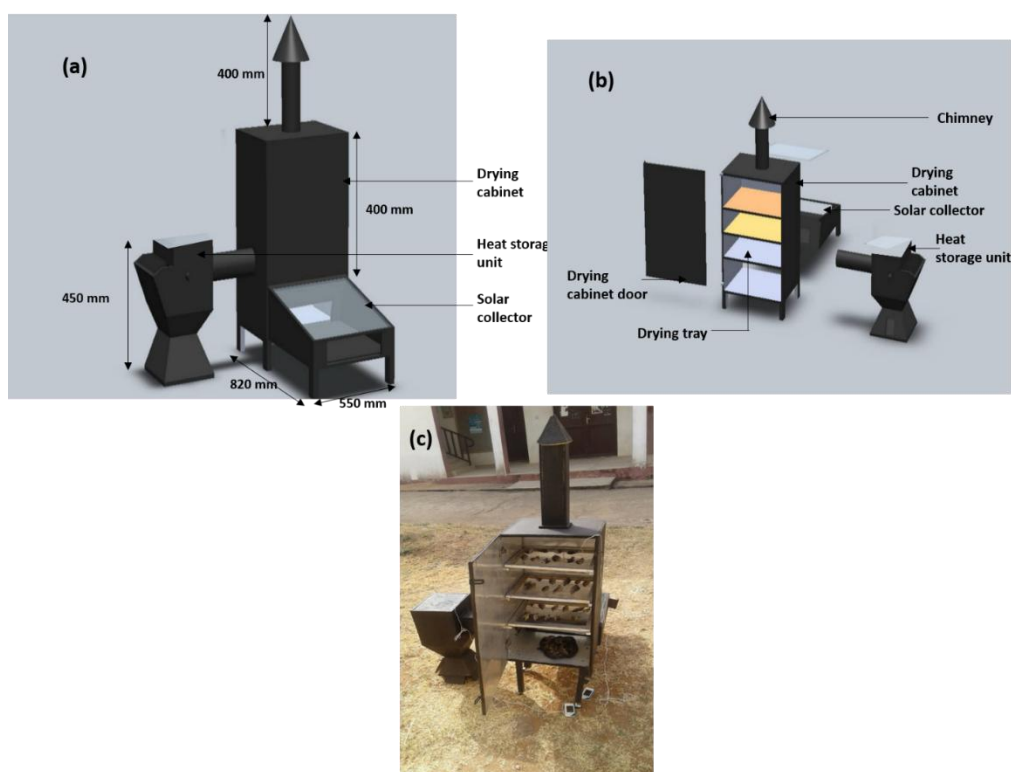 (a)
400 mm
Drying
cabinet
400 mm
Heat storage
unit
450 mm
Solar
collector
820 mm
550 mm
(b)
Chimney
Drying
cabinet
Solar collector
Heat
storage unit
Drying
cabinet door
Drying tray
(c)